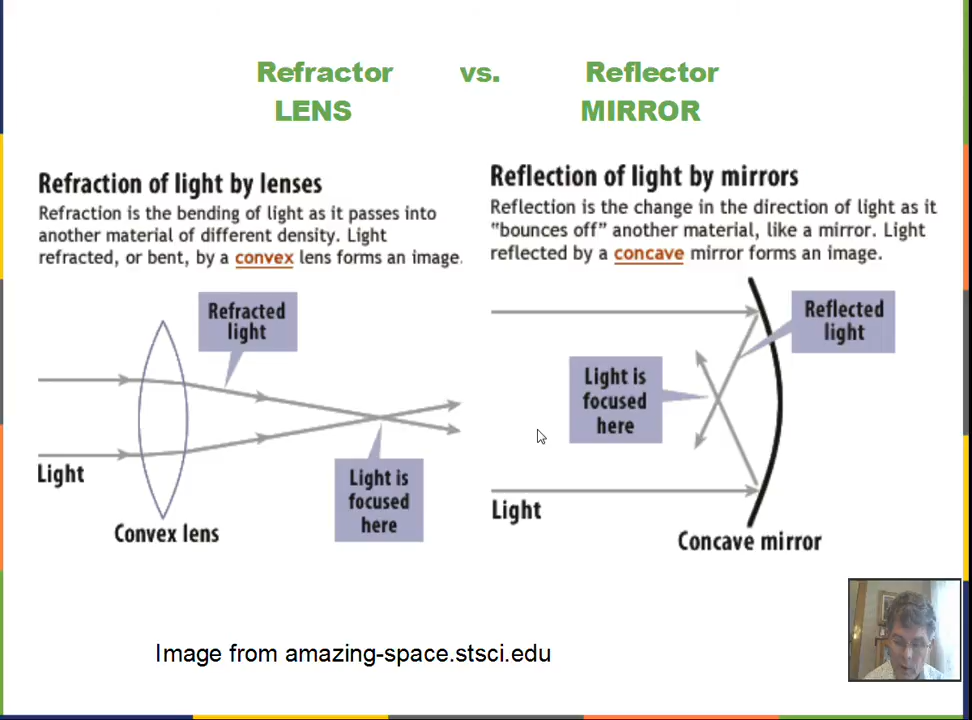 Refractor vs. Reflector
LENS MIRROR
Refraction of light by lenses
Refraction is the bending of light as it passes into
another material of different density. Light
refracted, or bent, by a convex lens forms an image.
Refracted
light
Light
Light is
focused
here
Convex lens
Reflection of light by mirrors
Reflection is the change in the direction of light as it
“bounces off” another material, like a mirror. Light
reflected by a concave mirror forms an image.
Reflected
light
Light is
focused
here
Light
Concave mirror
Image from amazing-space.stsci.edu